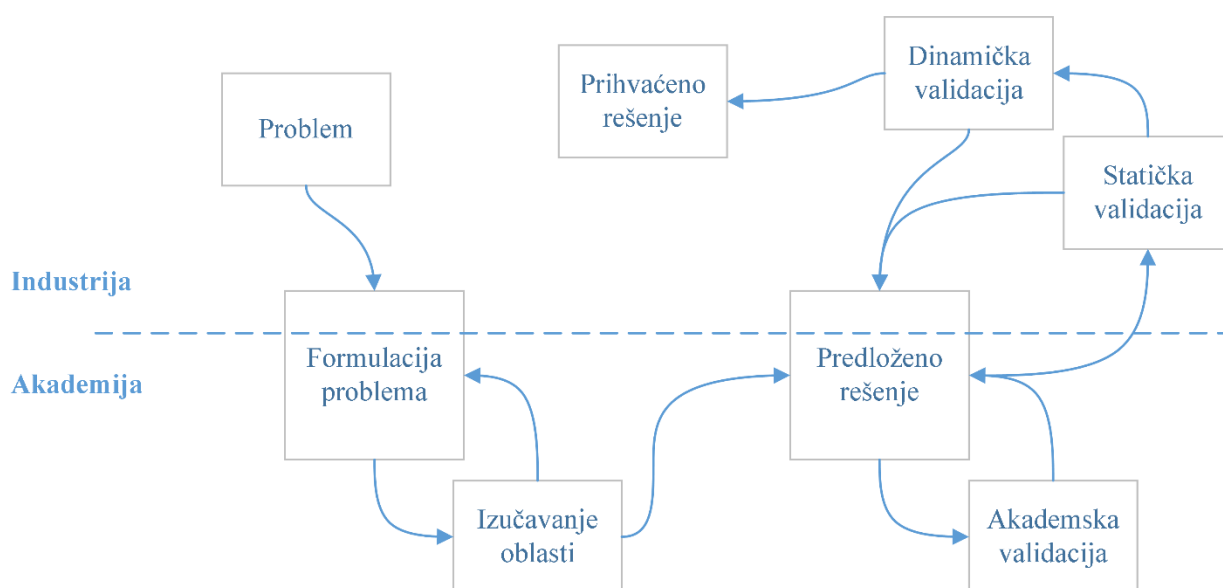 Problem
Prihvaćeno
rešenje
Dinamička
validacija
Statička
validacija
Industrija
Akademija
Formulacija
problema
Predloženo
rešenje
Izučavanje
oblasti
Akademska
validacija